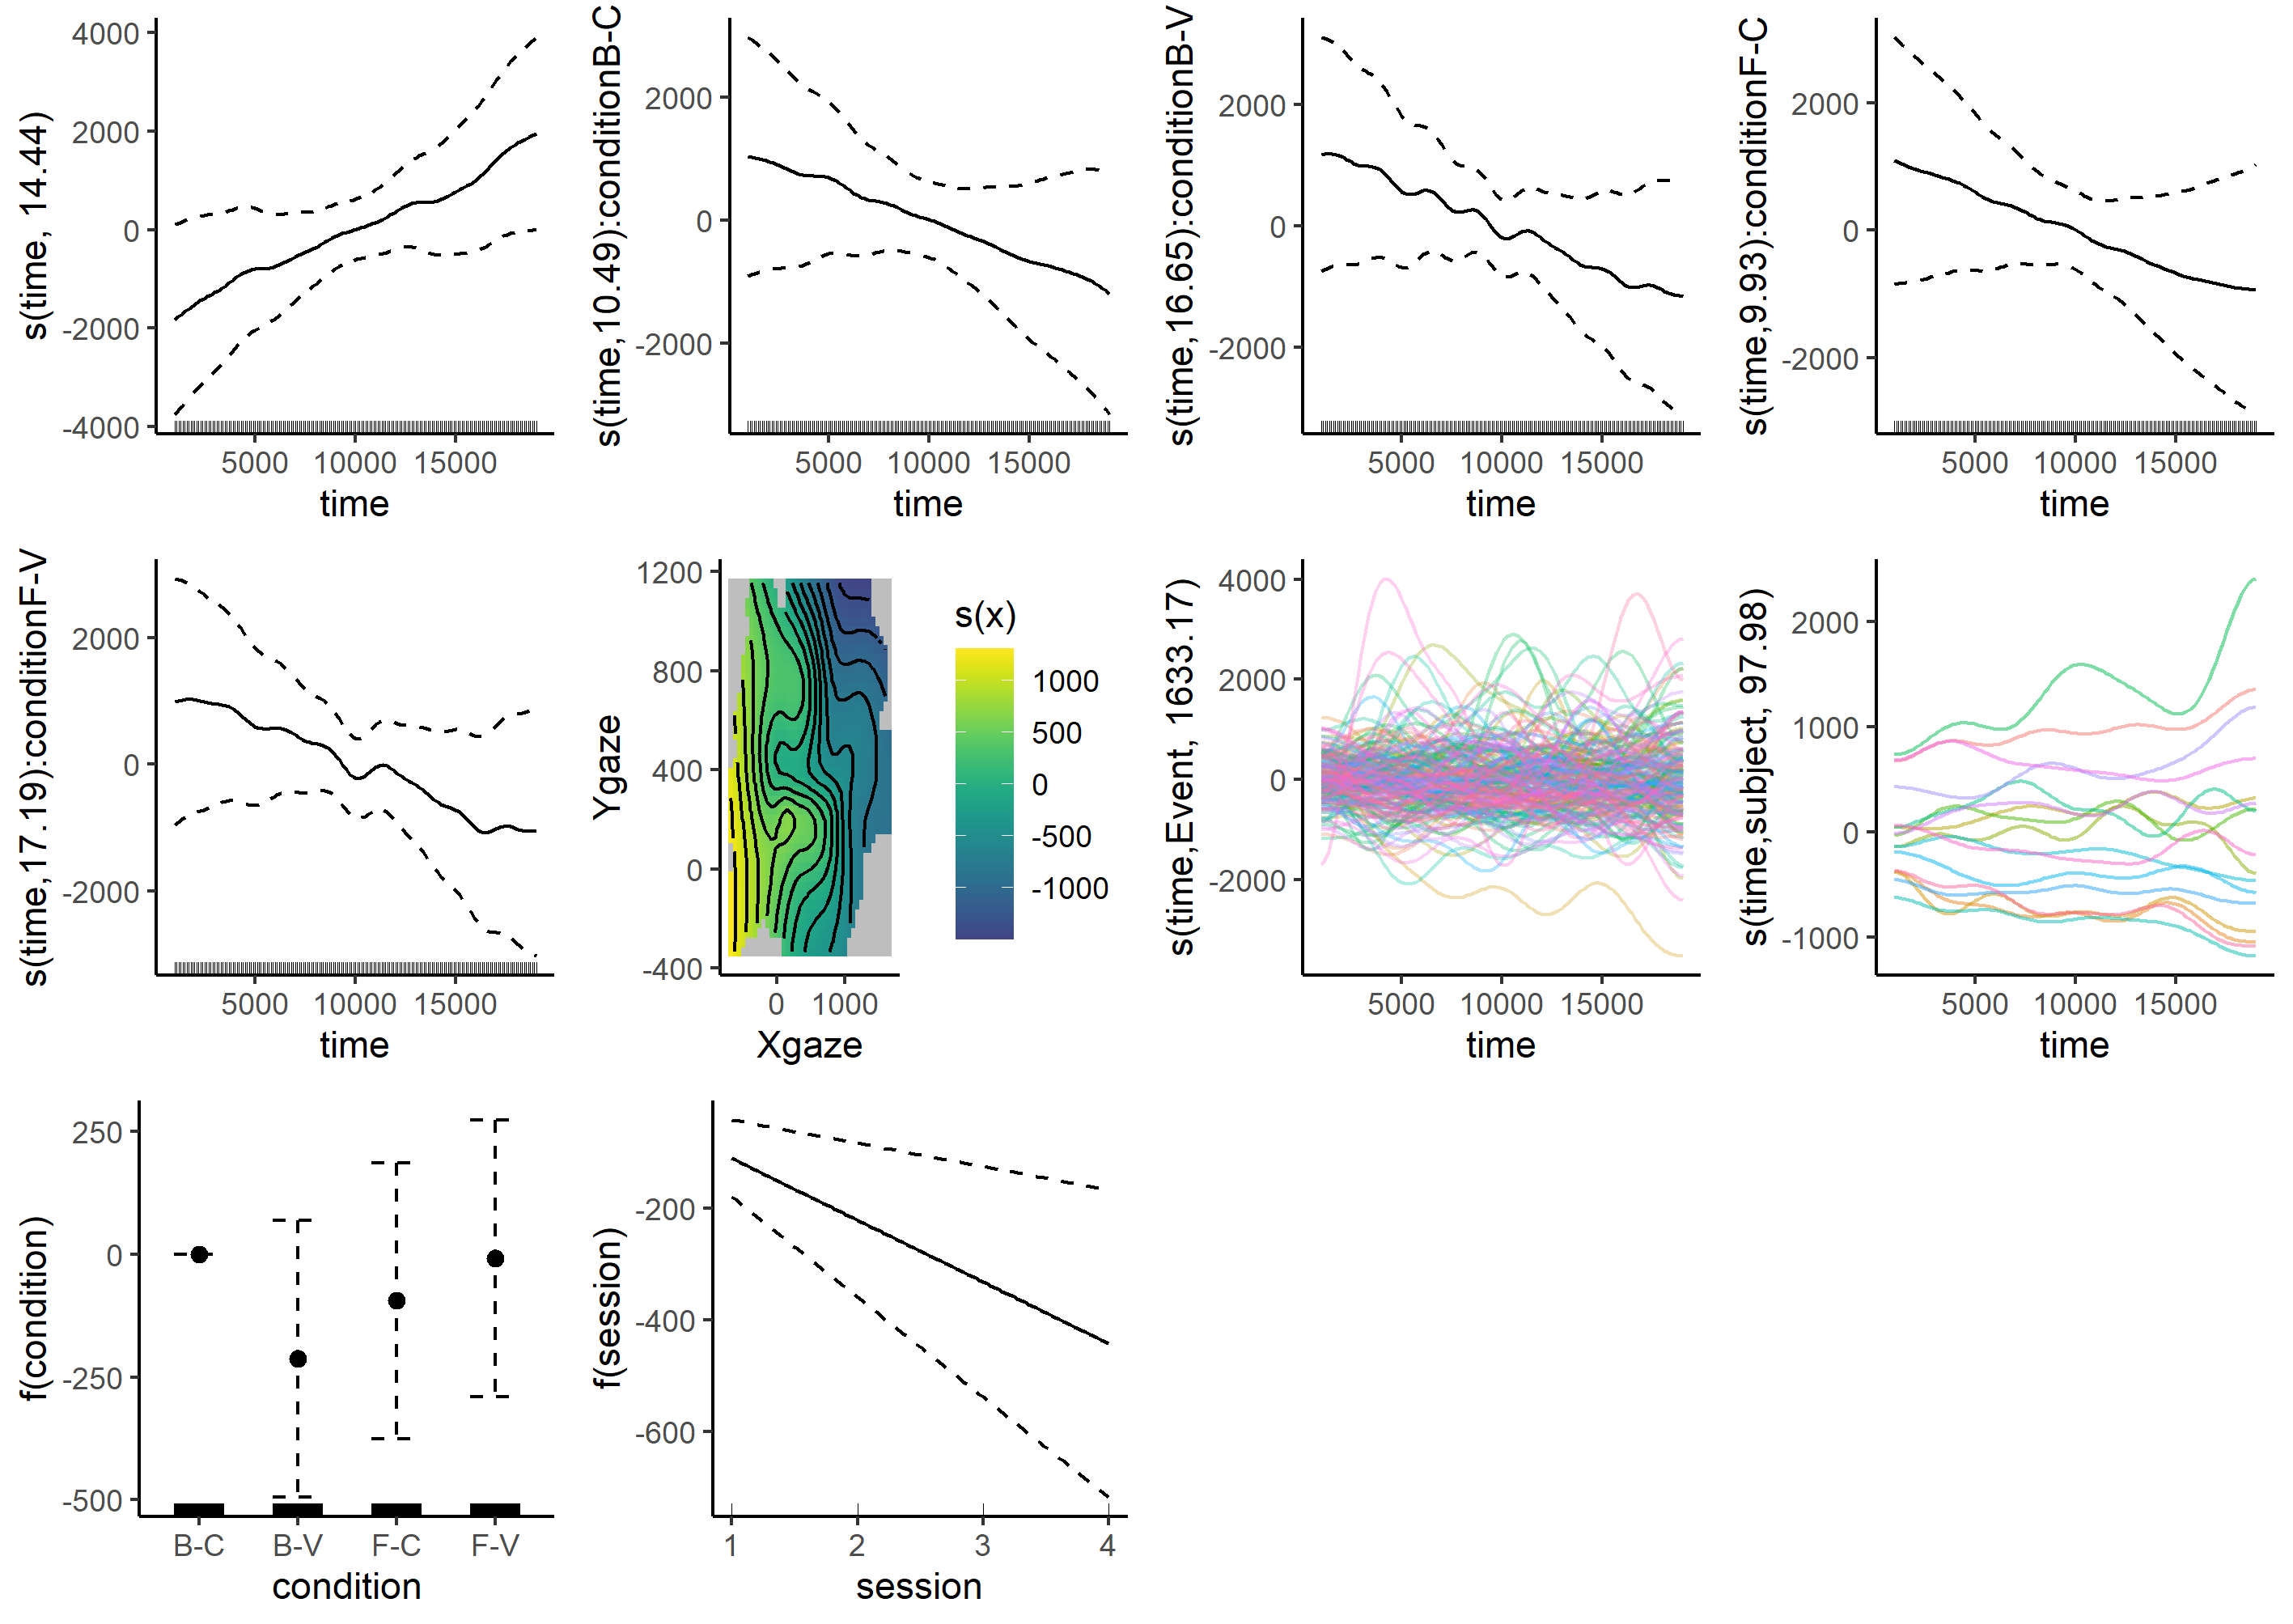 s(time, 14.44)
4000
2000
0
-2000
-4000
5000 10000 15000
time
s(time,10.49):conditionB-C
2000
0
-2000
5000 10000 15000
time
s(time,16.65):conditionB-V
2000
0
-2000
5000 10000 15000
time
s(time,9.93):conditionF-C
2000
0
-2000
5000 10000 15000
time
s(time,17.19):conditionF-V
2000
0
-2000
5000 10000 15000
time
Ygaze
1200
800
400
0
-400
0 1000
Xgaze
s(x)
1000
500
0
-500
-1000
s(time,Event, 1633.17)
4000
2000
0
-2000
5000 10000 15000
time
s(time,subject, 97.98)
2000
1000
0
-1000
5000 10000 15000
time
f(condition)
250
0
-250
-500
B-C B-V F-C F-V
condition
f(session)
-200
-400
-600
1 2 3 4
session